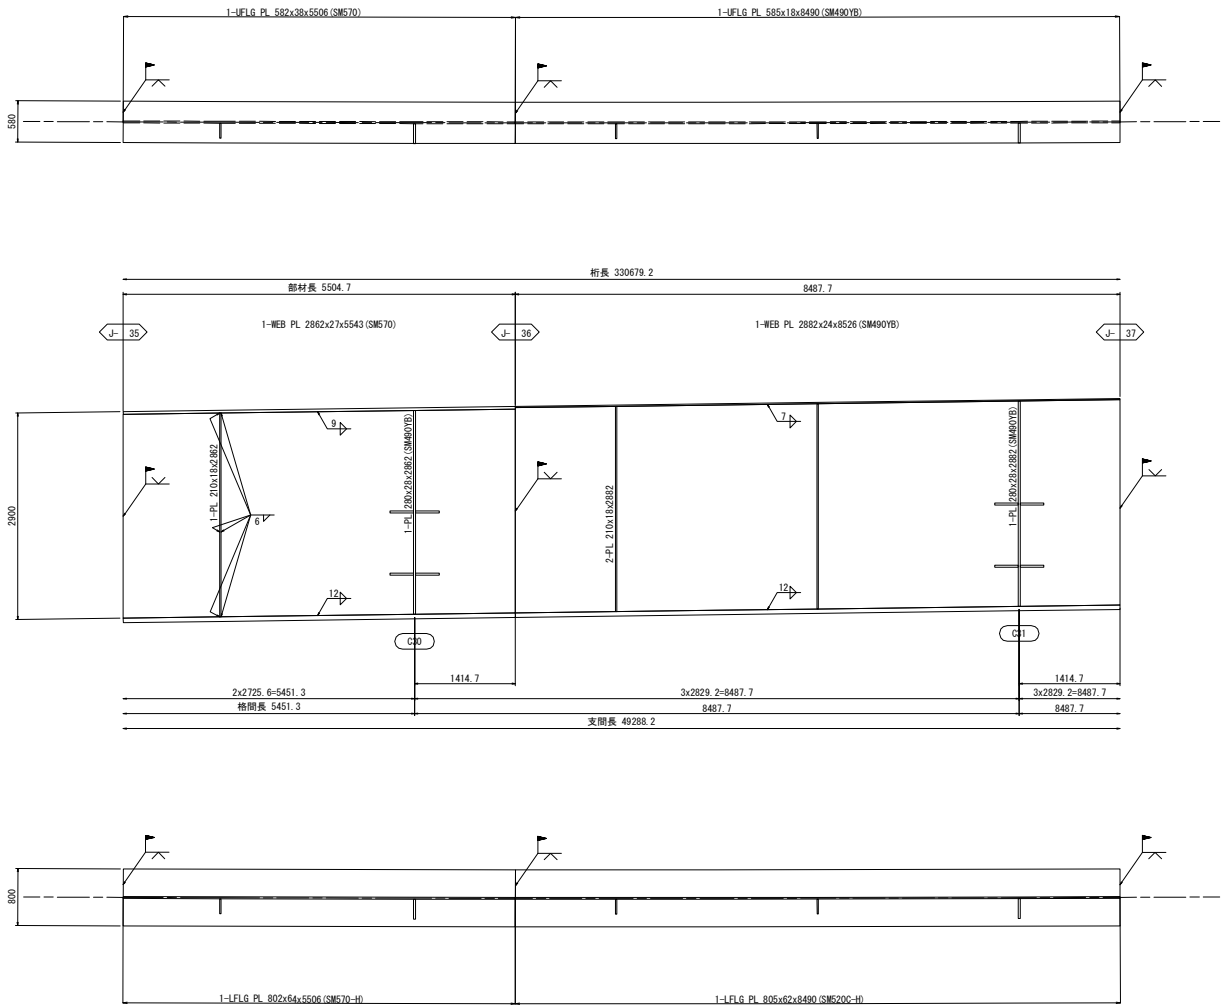 1-UFLG PL 582x38x5506(SM570)
1-UFLG PL 585x18x8490(SM490YB)
580
桁長 330679.2
部材長 5504.7
8487.7
1-WEB PL 2862x27x5543(SM570)
1-WEB PL 2882x24x8526(SM490YB)
J- 35
J- 36
J- 37
2900
9
7
1-PL 210x18x2862
1-PL 280x28x2862(SM490YB)
2-PL 210x18x2882
1-PL 280x28x2882(SM490YB)
6
12
12
C30
C31
1414.7
1414.7
2x2725.6=5451.3
3x2829.2=8487.7
3x2829.2=8487.7
格間長 5451.3
8487.7
8487.7
支間長 49288.2
800
1-LFLG PL 802x64x5506(SM570-H)
1-LFLG PL 805x62x8490(SM520C-H)